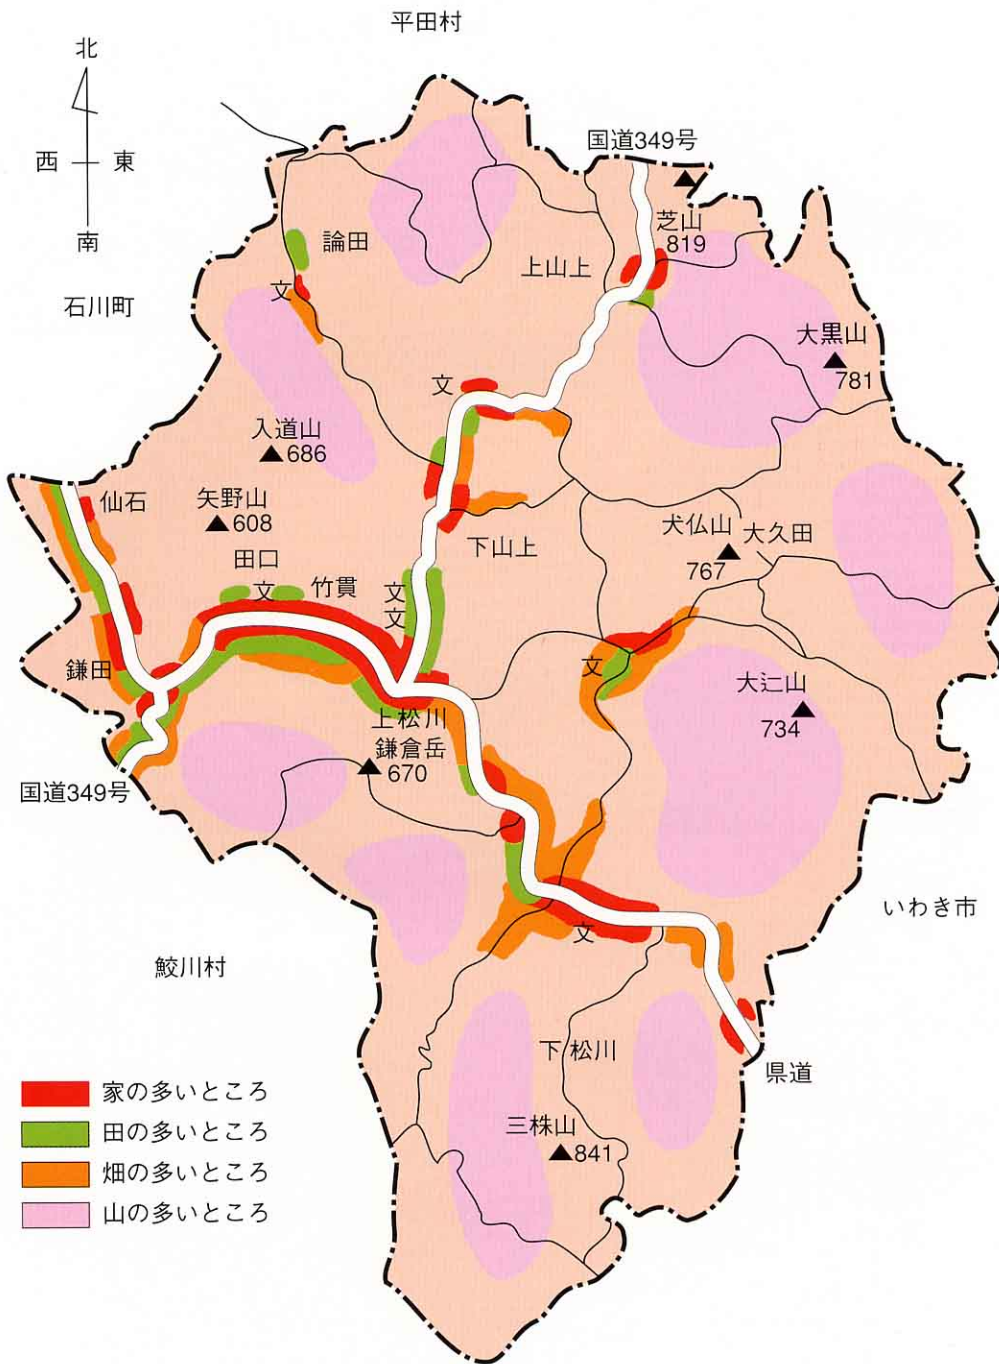 平田村
北
西
東
南
国道349号
芝山
819
論田
上山上
石川町
文
大黒山
781
文
入道山
686
仙石
矢野山
608
犬仏山
767
大久田
下山上
田口
文
竹貫
文
文
鎌田
文
大辷山
734
上松川
鎌倉岳
670
国道349号
いわき市
文
鮫川村
下松川
県道
三株山
841
家の多いところ
田の多いところ
畑の多いところ
山の多いところ